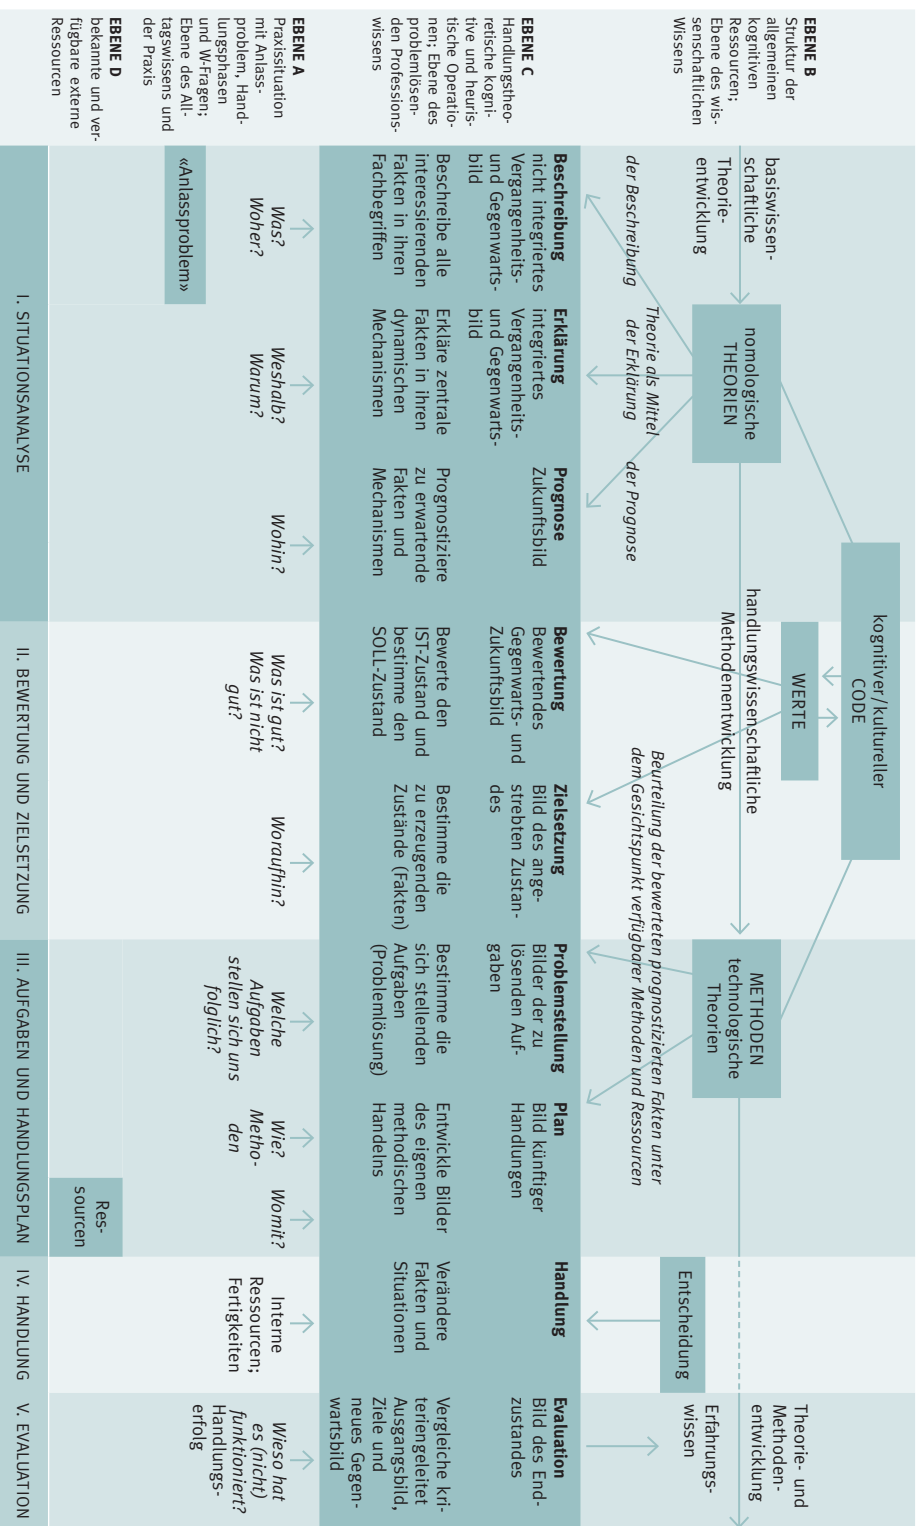 EBENE B
Struktur der
allgemeinen
kognitiven
Ressourcen;
Ebene des wis-
senschaftlichen
Wissens
basiswissen-
schaftliche
Theorie-
entwicklung
nomologische
THEORIEN
kognitiver/kultureller
CODE
WERTE
handlungswissenschaftliche
Methodenentwicklung
METHODEN
technologische
Theorien
Entscheidung
Theorie- und
Methoden-
entwicklung
Erfahrungs-
wissen
Theorie als Mittel
der Beschreibung
der Erklärung
der Prognose
Beurteilung der bewerteten prognostizierten Fakten unter
dem Gesichtspunkt verfügbarer Methoden und Ressourcen
EBENE C
Handlungstheo-
retische kogni-
tive und heuris-
tische Operatio-
nen; Ebene des
problemlösen-
den Professions-
wissens
Beschreibung
nicht integriertes
Vergangenheits-
und Gegenwarts-
bild
Beschreibe alle
interessierenden
Fakten in ihren
Fachbegriffen
Erklärung
integriertes
Vergangenheits-
und Gegenwarts-
bild
Erkläre zentrale
Fakten in ihren
dynamischen
Mechanismen
Prognose
Zukunftsbild
Prognostiziere
zu erwartende
Fakten und
Mechanismen
Bewertung
Bewertendes
Gegenwarts- und
Zukunftsbild
Bewerte den
IST-Zustand und
bestimme den
SOLL-Zustand
Zielsetzung
Bild des ange-
strebten Zustan-
des
Bestimme die
zu erzeugenden
Zustände (Fakten)
Problemstellung
Bilder der zu
lösenden Auf-
gaben
Bestimme die
sich stellenden
Aufgaben
(Problemlösung)
Plan
Bild künftiger
Handlungen
Entwickle Bilder
des eigenen
methodischen
Handelns
Handlung
Verändere
Fakten und
Situationen
Evaluation
Bild des End-
zustandes
Vergleiche kri-
teriengeleitet
Ausgangsbild,
Ziele und
neues Gegen-
wartsbild
EBENE A
Praxissituation
mit Anlass-
problem, Hand-
lungsphasen
und W-Fragen;
Ebene des All-
tagswissens und
der Praxis
Was?
Woher?
«Anlassproblem»
Weshalb?
Warum?
Wohin?
Was ist gut?
Was ist nicht
gut?
Woraufhin?
Welche
Aufgaben
stellen sich uns
folglich?
Wie?
Metho-
den
Womit?
Interne
Ressourcen;
Fertigkeiten
Wieso hat
es (nicht)
funktioniert?
Handlungs-
erfolg
EBENE D
bekannte und ver-
fügbare externe
Ressourcen
Res-
sourcen
I. SITUATIONSANALYSE
II. BEWERTUNG UND ZIELSETZUNG
III. AUFGABEN UND HANDLUNGSPLAN
IV. HANDLUNG
V. EVALUATION